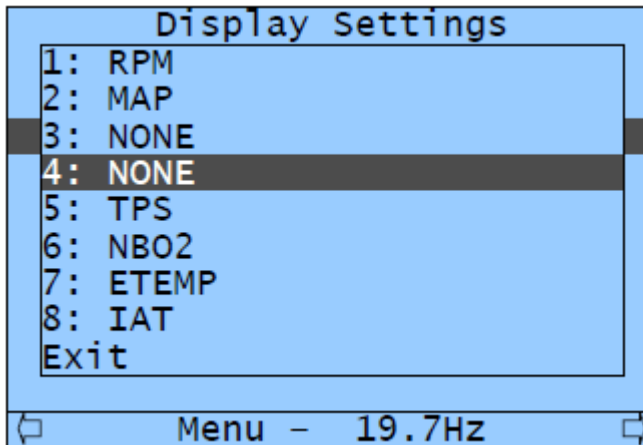 Display Settings
1: RPM
2: MAP
3: NONE
4: NONE
5: TPS
6: NBO2
7: ETEMP
8: IAT
Exit
Menu – 19.7Hz